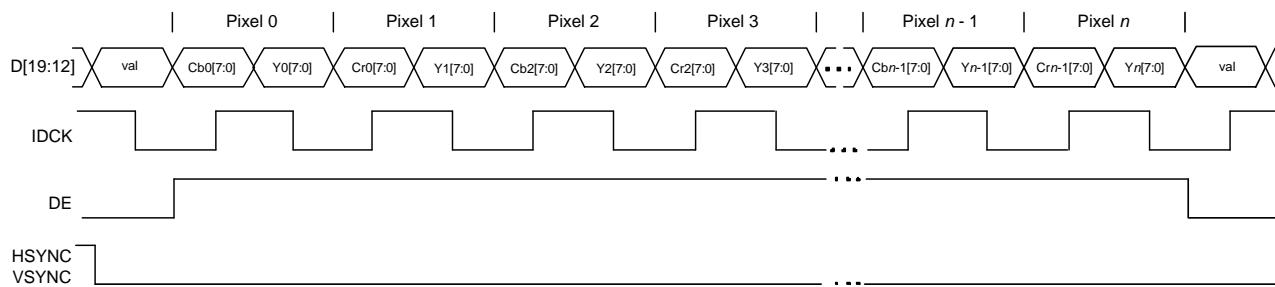 Pixel 0 Pixel 1 Pixel 2 Pixel 3 Pixel n - 1 Pixel n
D[19:12] val Cb0[7:0] Y0[7:0] Cr0[7:0] Y1[7:0] Cb2[7:0] Y2[7:0] Cr2[7:0] Y3[7:0] ... Cbn-1[7:0] Yn-1[7:0] Crn-1[7:0] Yn[7:0] val
IDCK ...
DE ...
HSYNC
VSYNC ...